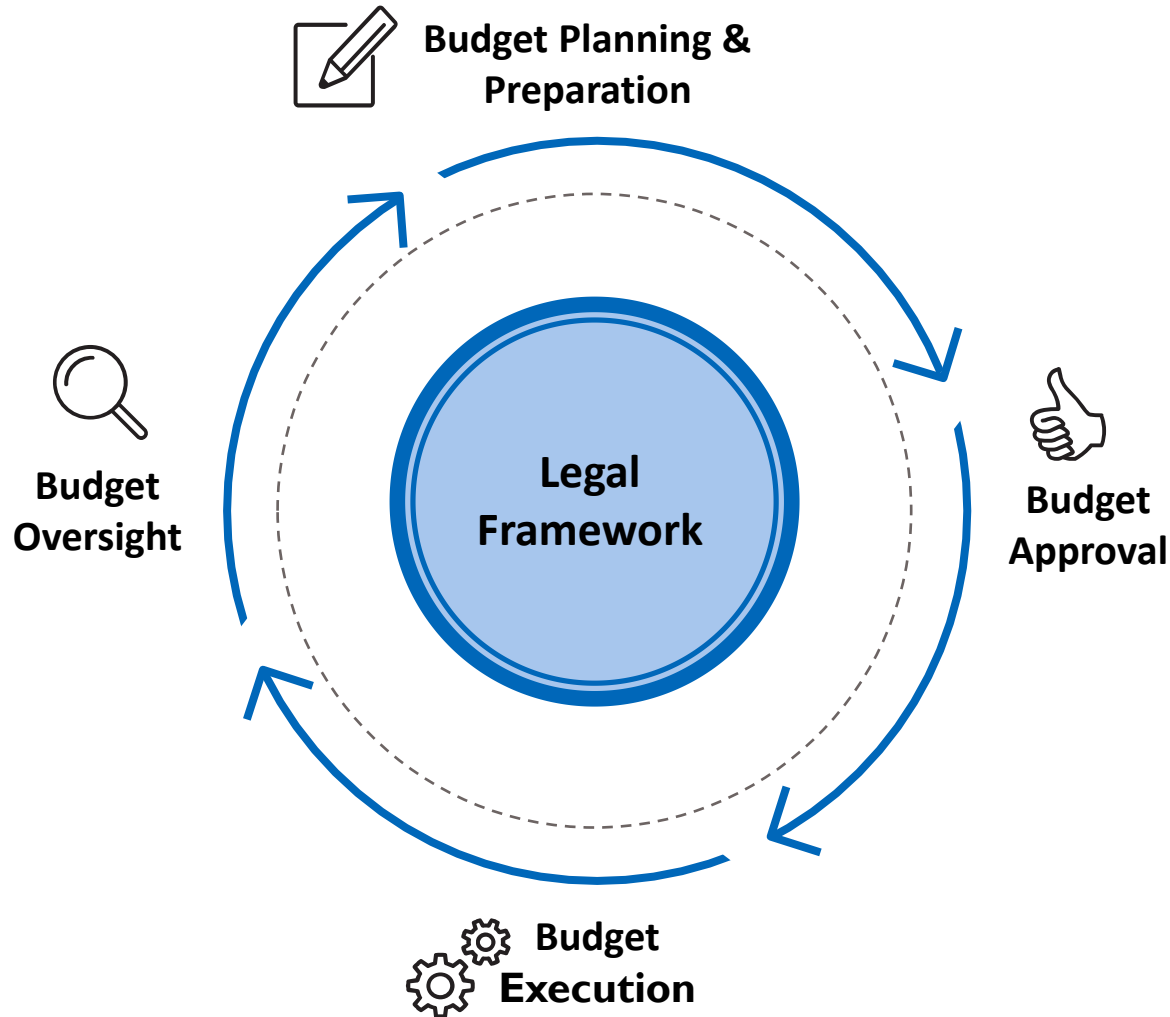 Budget Planning &
Preparation
Budget
Approval
Legal
Framework
Budget
Oversight
Budget
Execution